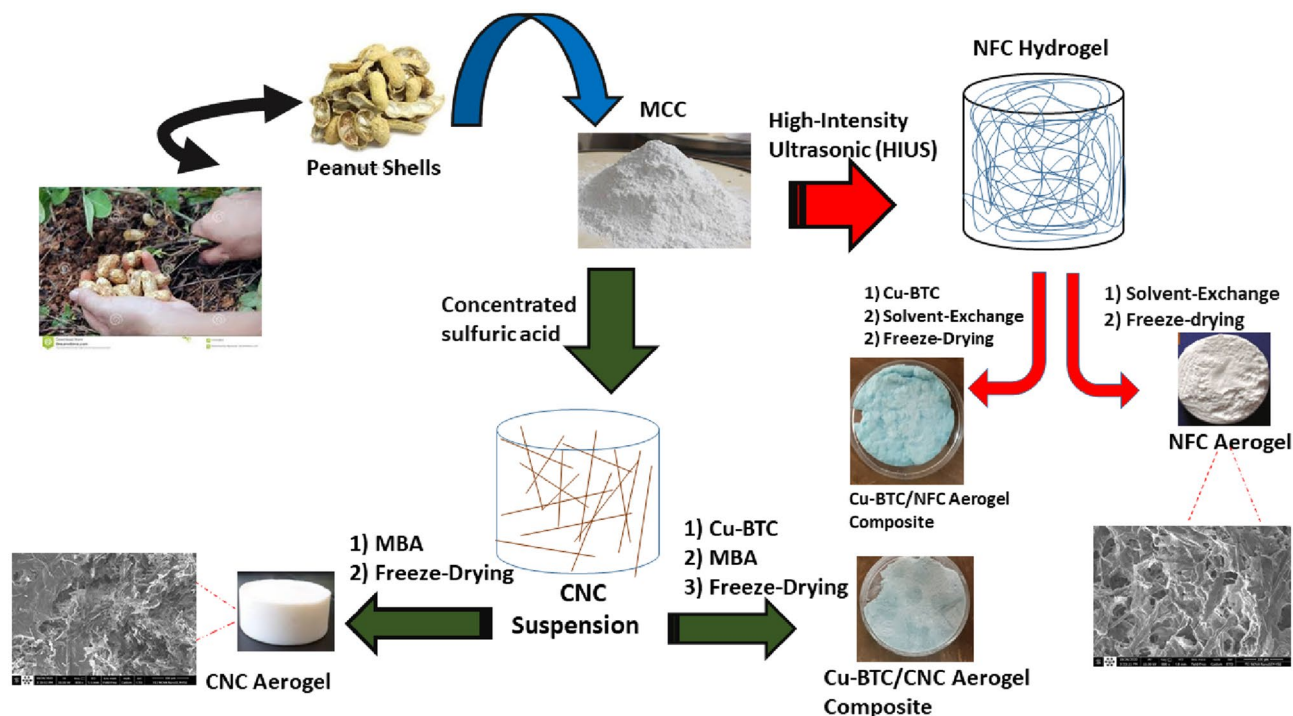 NFC Hydrogel
MCC
High-Intensity
Ultrasonic (HIUS)
Peanut Shells
Concentrated
sulfuric acid
1) Cu-BTC
2) Solvent-Exchange
2) Freeze-Drying
1) Solvent-Exchange
2) Freeze-drying
NFC Aerogel
Cu-BTC/NFC Aerogel
Composite
1) MBA
2) Freeze-Drying
CNC
Suspension
1) Cu-BTC
2) MBA
3) Freeze-Drying
CNC Aerogel
Cu-BTC/CNC Aerogel
Composite